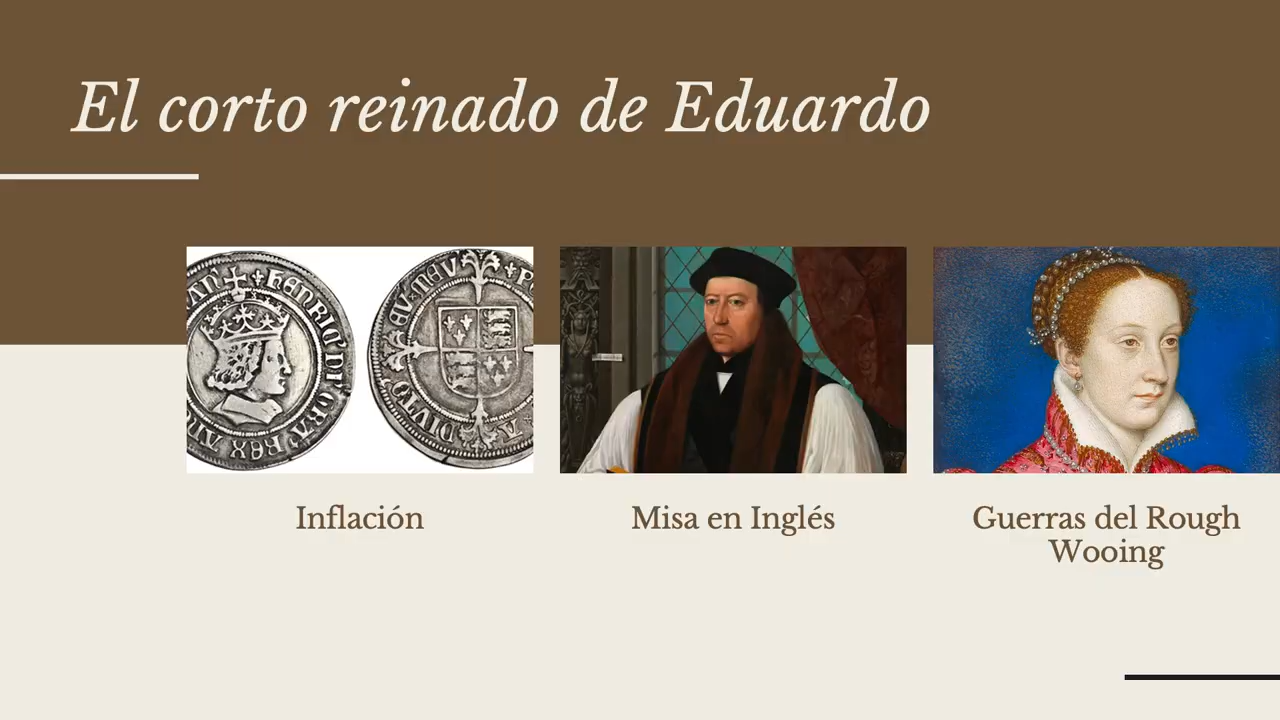 El corto reinado de Eduardo
Inflación
Misa en Inglés
Guerras del Rough
Wooing